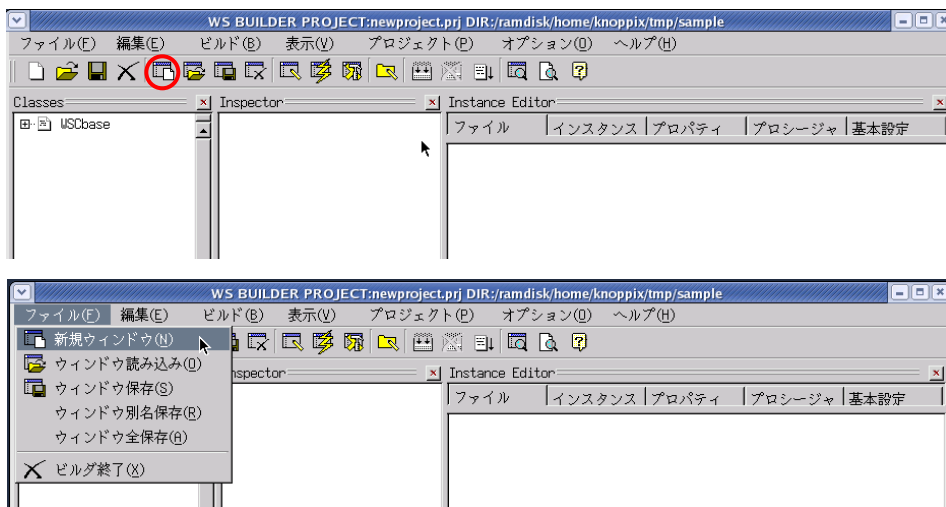 WS BUILDER PROJECT:newproject.prj DIR:/ramdisk/home/knoppix/tmp/sample
ファイル(F) 編集(E) ビルド(B) 表示(V) プロジェクト(P) オプション(O) ヘルプ(H)
Classes Inspector Instance Editor
WSCbase ファイル インスタンス プロパティ プロシージャ 基本設定
WS BUILDER PROJECT:newproject.prj DIR:/ramdisk/home/knoppix/tmp/sample
ファイル(F) 編集(E) ビルド(B) 表示(V) プロジェクト(P) オプション(O) ヘルプ(H)
新規ウィンドウ(N)
ウィンドウ読み込み(O)
nspector Instance Editor
ウィンドウ保存(S)
ファイル インスタンス プロパティ プロシージャ 基本設定
ウィンドウ別名保存(R)
ウィンドウ全保存(A)
ビルダ終了(X)